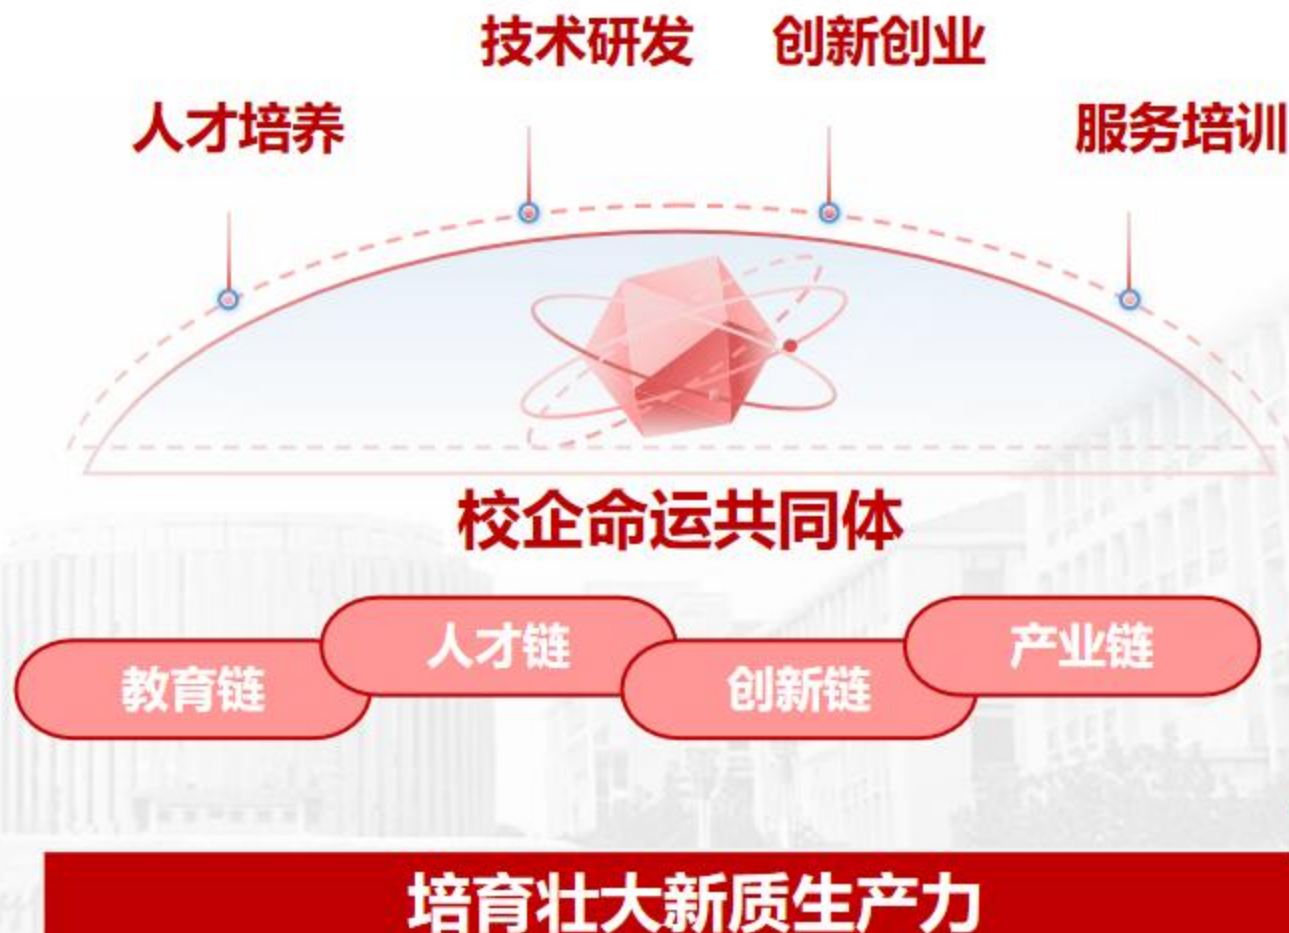 技术研发 创新创业
人才培养 服务培训
校企命运共同体
人才链 产业链
教育链 创新链
培育壮大新质生产力